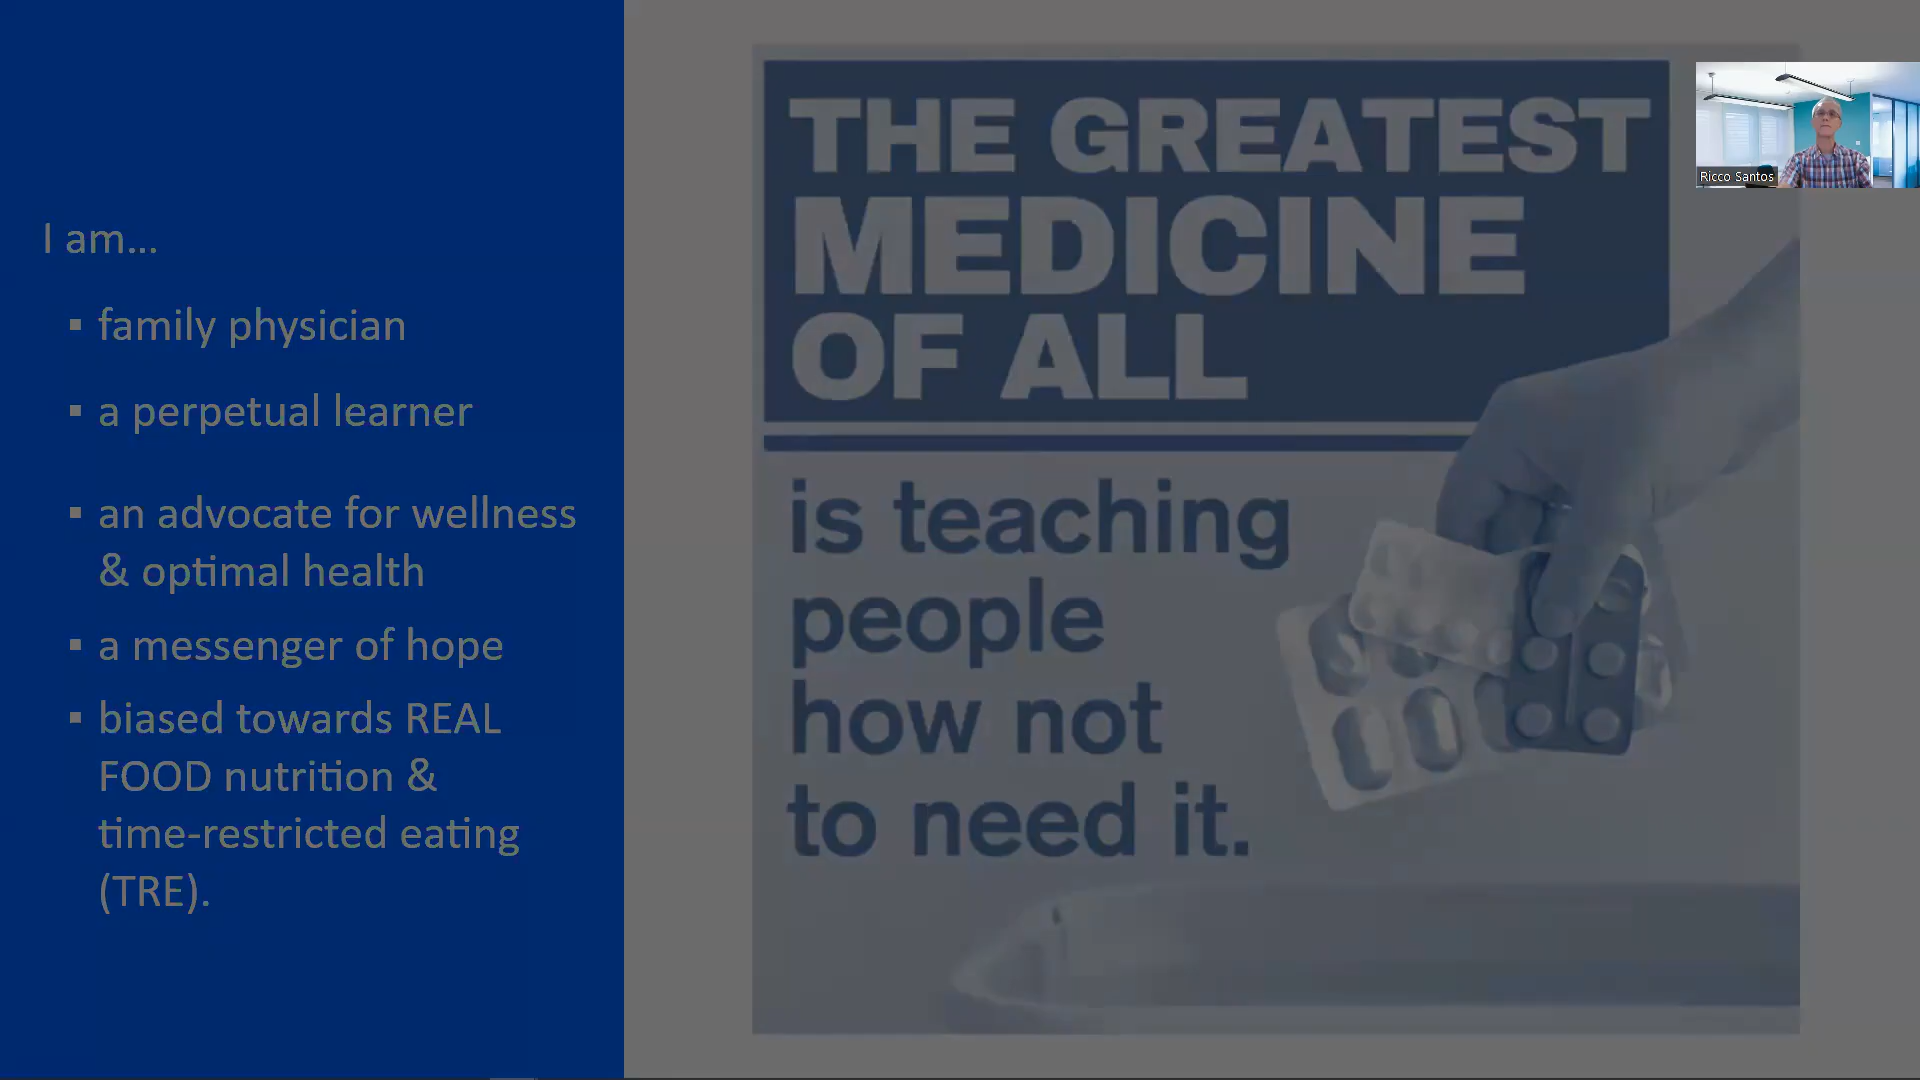 I am...
▪ family physician
▪ a perpetual learner
▪ an advocate for wellness
& optimal health
▪ a messenger of hope
▪ biased towards REAL
FOOD nutrition &
time-restricted eating
(TRE).
THE GREATEST
MEDICINE
OF ALL
is teaching
people
how not
to need it.
Ricco Santos